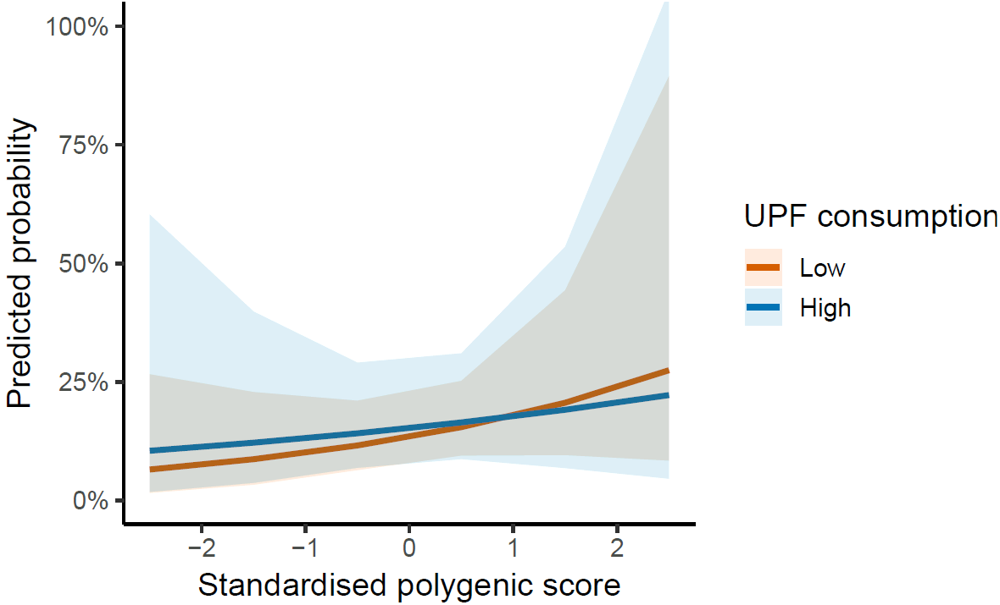 100%
75%
50%
25%
0%
Predicted probability
−2
−1
0
1
2
Standardised polygenic score
UPF consumption
Low
High